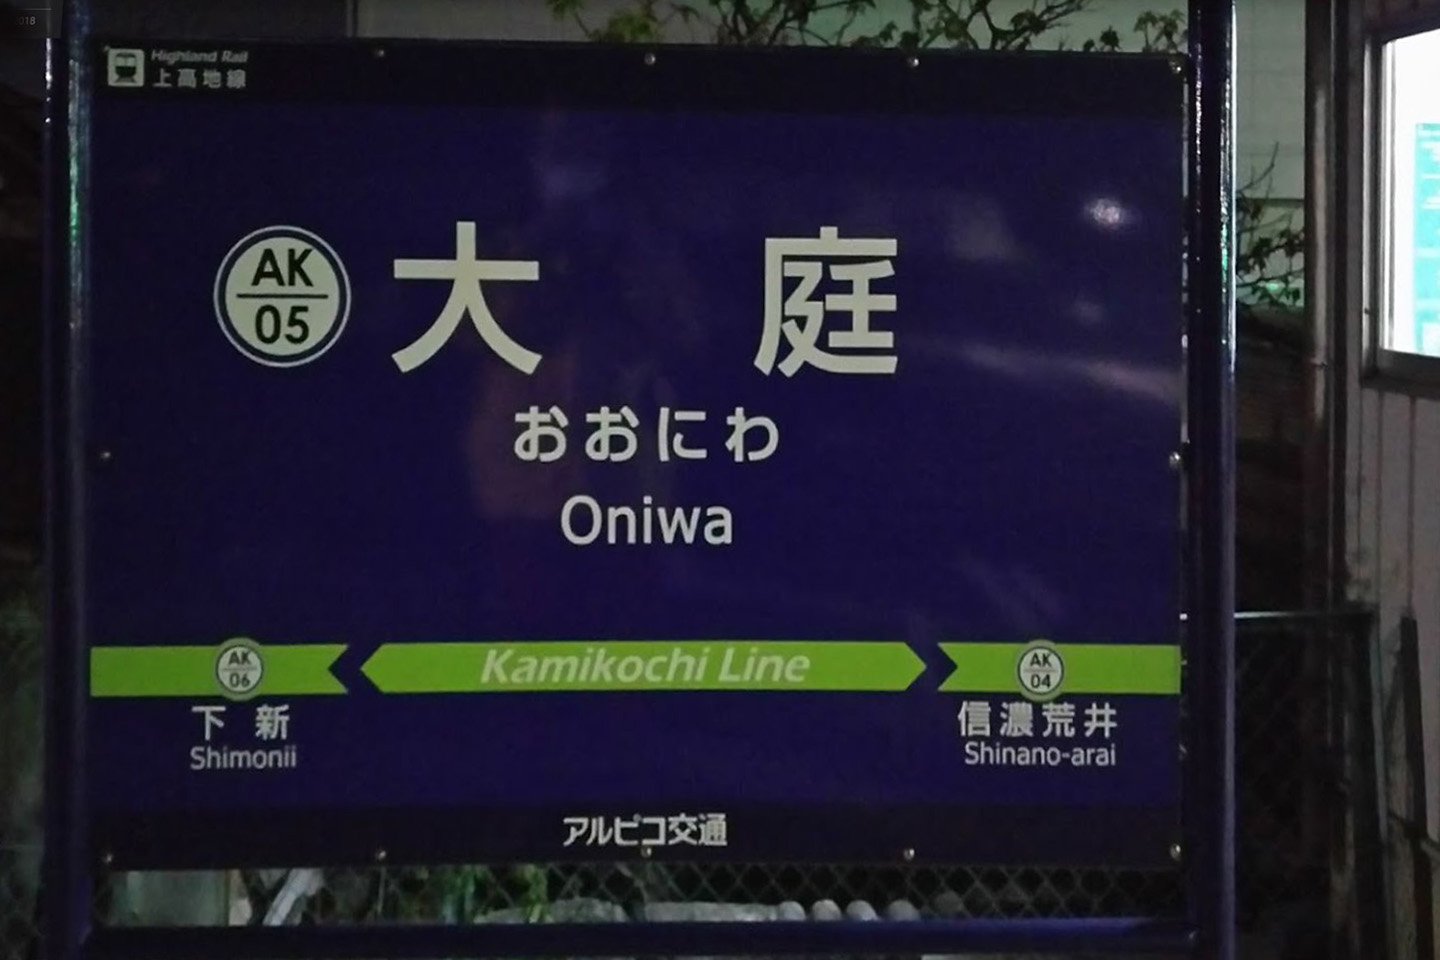 2018
Highland Rail
上高地線
AK
05
大庭
おおにわ
Oniwa
Kamikochi Line
AK
06
下新
Shimonii
AK
04
信濃荒井
Shinano-arai
アルピコ交通